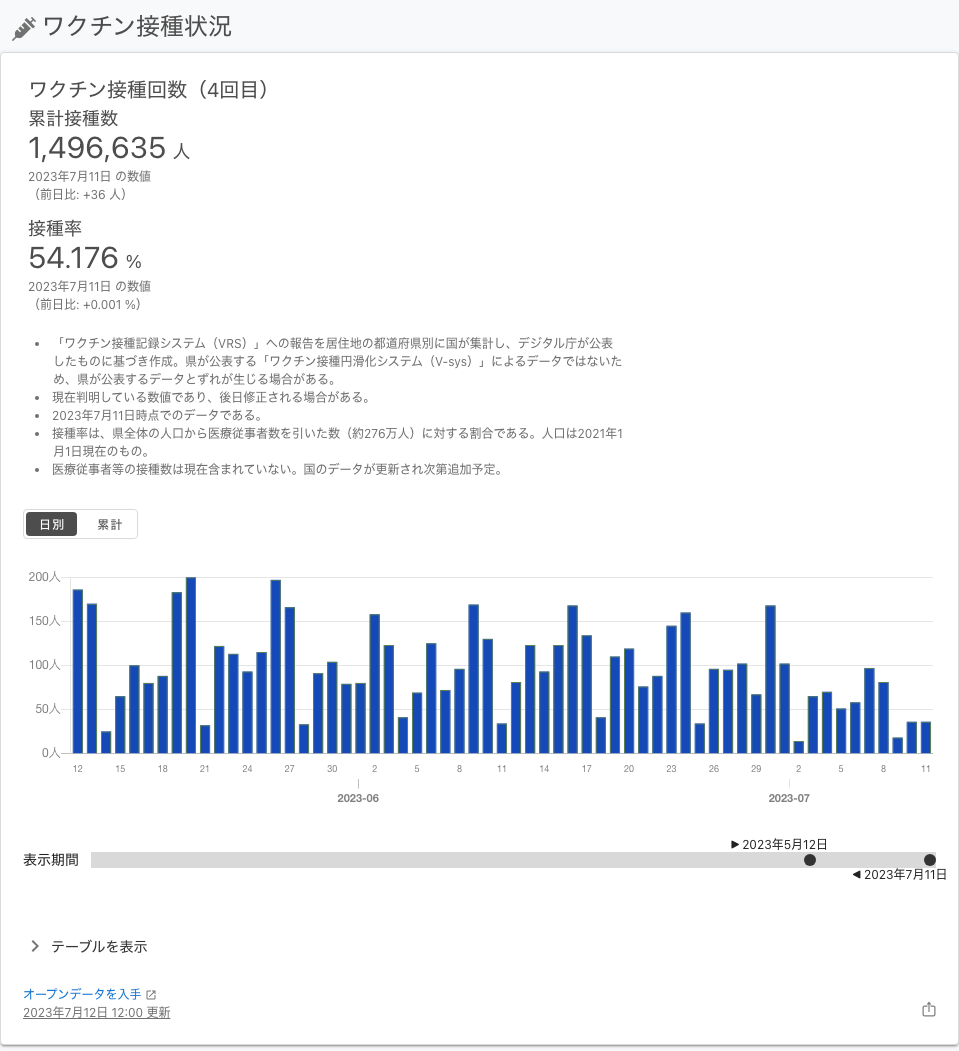 ワクチン接種状況
ワクチン接種回数（4回目）
累計接種数
1,496,635 人
2023年7月11日 の数値
（前日比: +36 人）
接種率
54.176 %
2023年7月11日 の数値
（前日比: +0.001 %）
• 「ワクチン接種記録システム（VRS）」への報告を居住地の都道府県別に国が集計し、デジタル庁が公表
したものに基づき作成。県が公表する「ワクチン接種円滑化システム（V-sys）」によるデータではないた
め、県が公表するデータとずれが生じる場合がある。
• 現在判明している数値であり、後日修正される場合がある。
• 2023年7月11日時点でのデータである。
• 接種率は、県全体の人口から医療従事者数を引いた数（約276万人）に対する割合である。人口は2021年1
月1日現在のもの。
• 医療従事者等の接種数は現在含まれていない。国のデータが更新され次第追加予定。
日別 累計
200人
150人
100人
50人
0人
12 15 18 21 24 27 30 2 5 8 11 14 17 20 23 26 29 2 5 8 11
2023-06 2023-07
▶ 2023年5月12日
表示期間
◀ 2023年7月11日
テーブルを表示
オープンデータを入手
2023年7月12日 12:00 更新